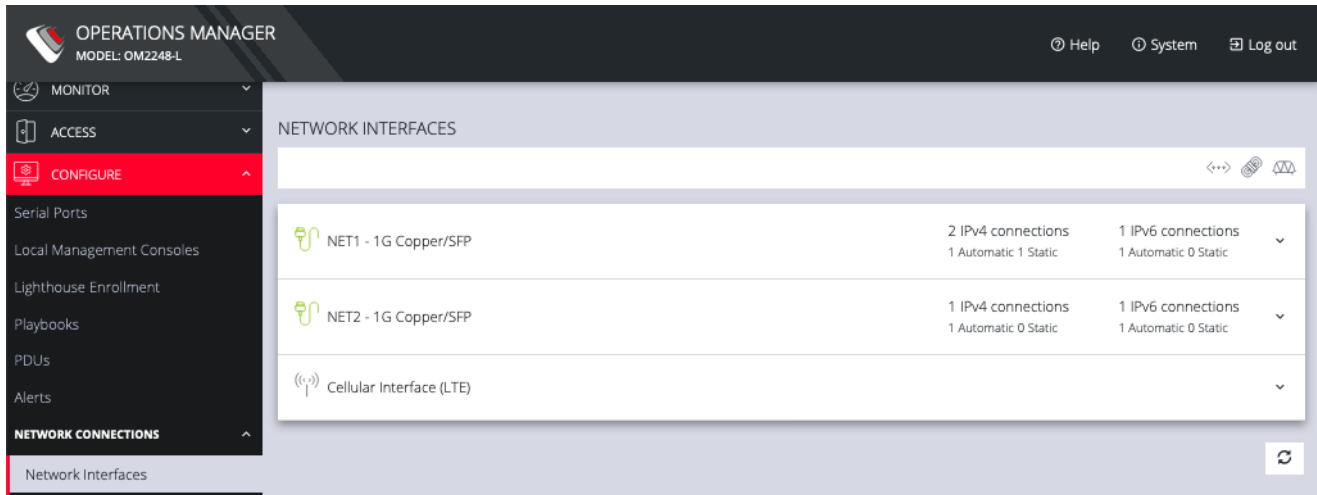 OPERATIONS MANAGER
MODEL: OM2248-L
Help
System
Log out
MONITOR
ACCESS
CONFIGURE
Serial Ports
Local Management Consoles
Lighthouse Enrollment
Playbooks
PDUs
Alerts
NETWORK CONNECTIONS
Network Interfaces
NETWORK INTERFACES
NET1 - 1G Copper/SFP
2 IPv4 connections
1 Automatic 1 Static
1 IPv6 connections
1 Automatic 0 Static
NET2 - 1G Copper/SFP
1 IPv4 connections
1 Automatic 0 Static
1 IPv6 connections
1 Automatic 0 Static
Cellular Interface (LTE)